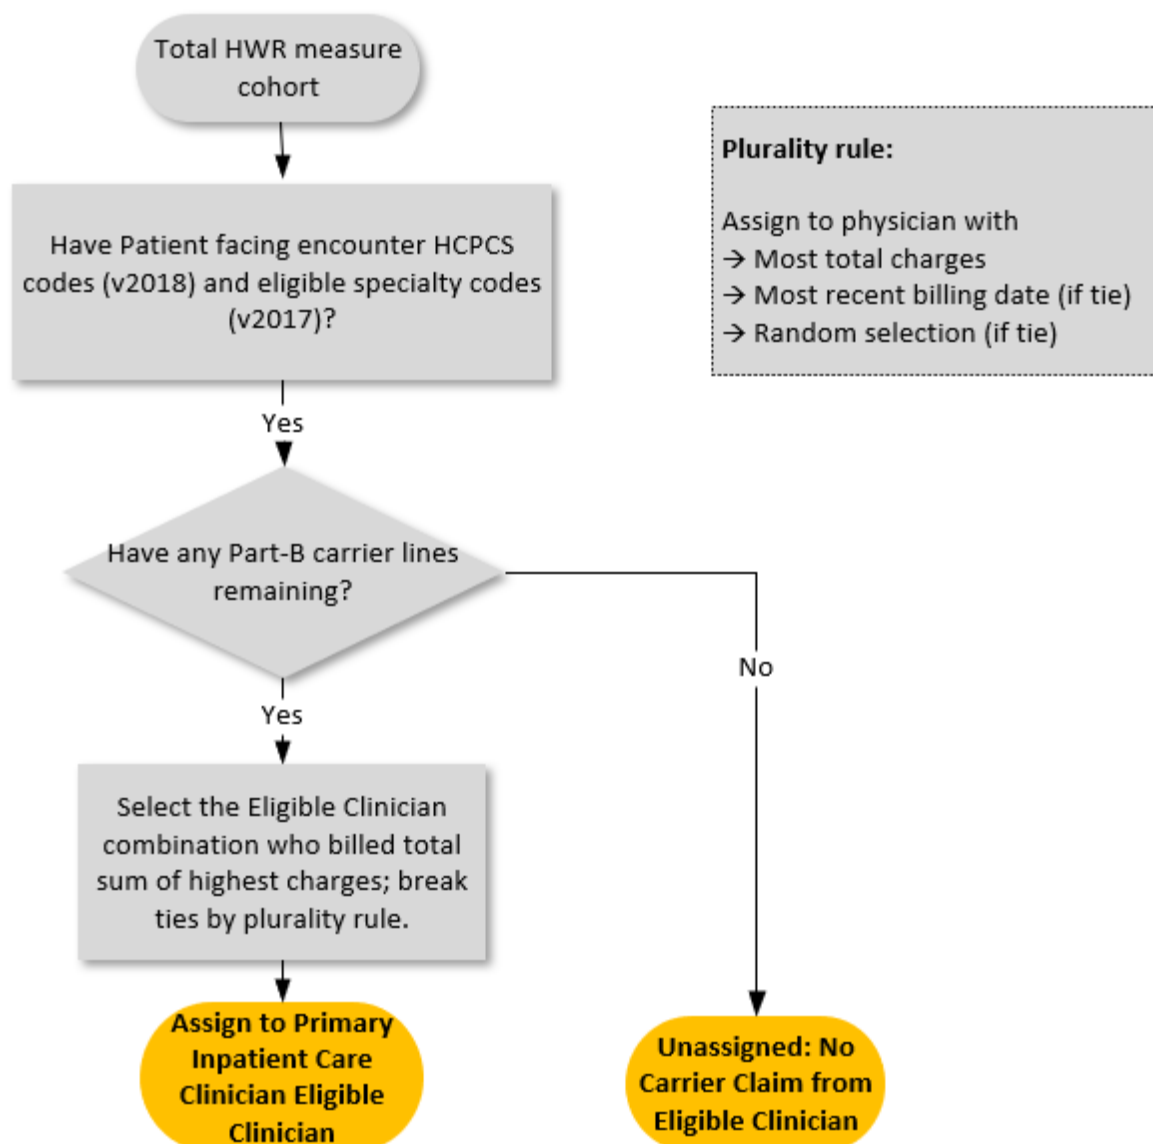 Total HWR measure
cohort
Plurality rule:
Assign to physician with
→ Most total charges
→ Most recent billing date (if tie)
→ Random selection (if tie)
Have Patient facing encounter HCPCS
codes (v2018) and eligible specialty codes
(v2017)?
Yes
Have any Part-B carrier lines
remaining?
No
Yes
Select the Eligible Clinician
combination who billed total
sum of highest charges; break
ties by plurality rule.
Assign to Primary
Inpatient Care
Clinician Eligible
Clinician
Unassigned: No
Carrier Claim from
Eligible Clinician